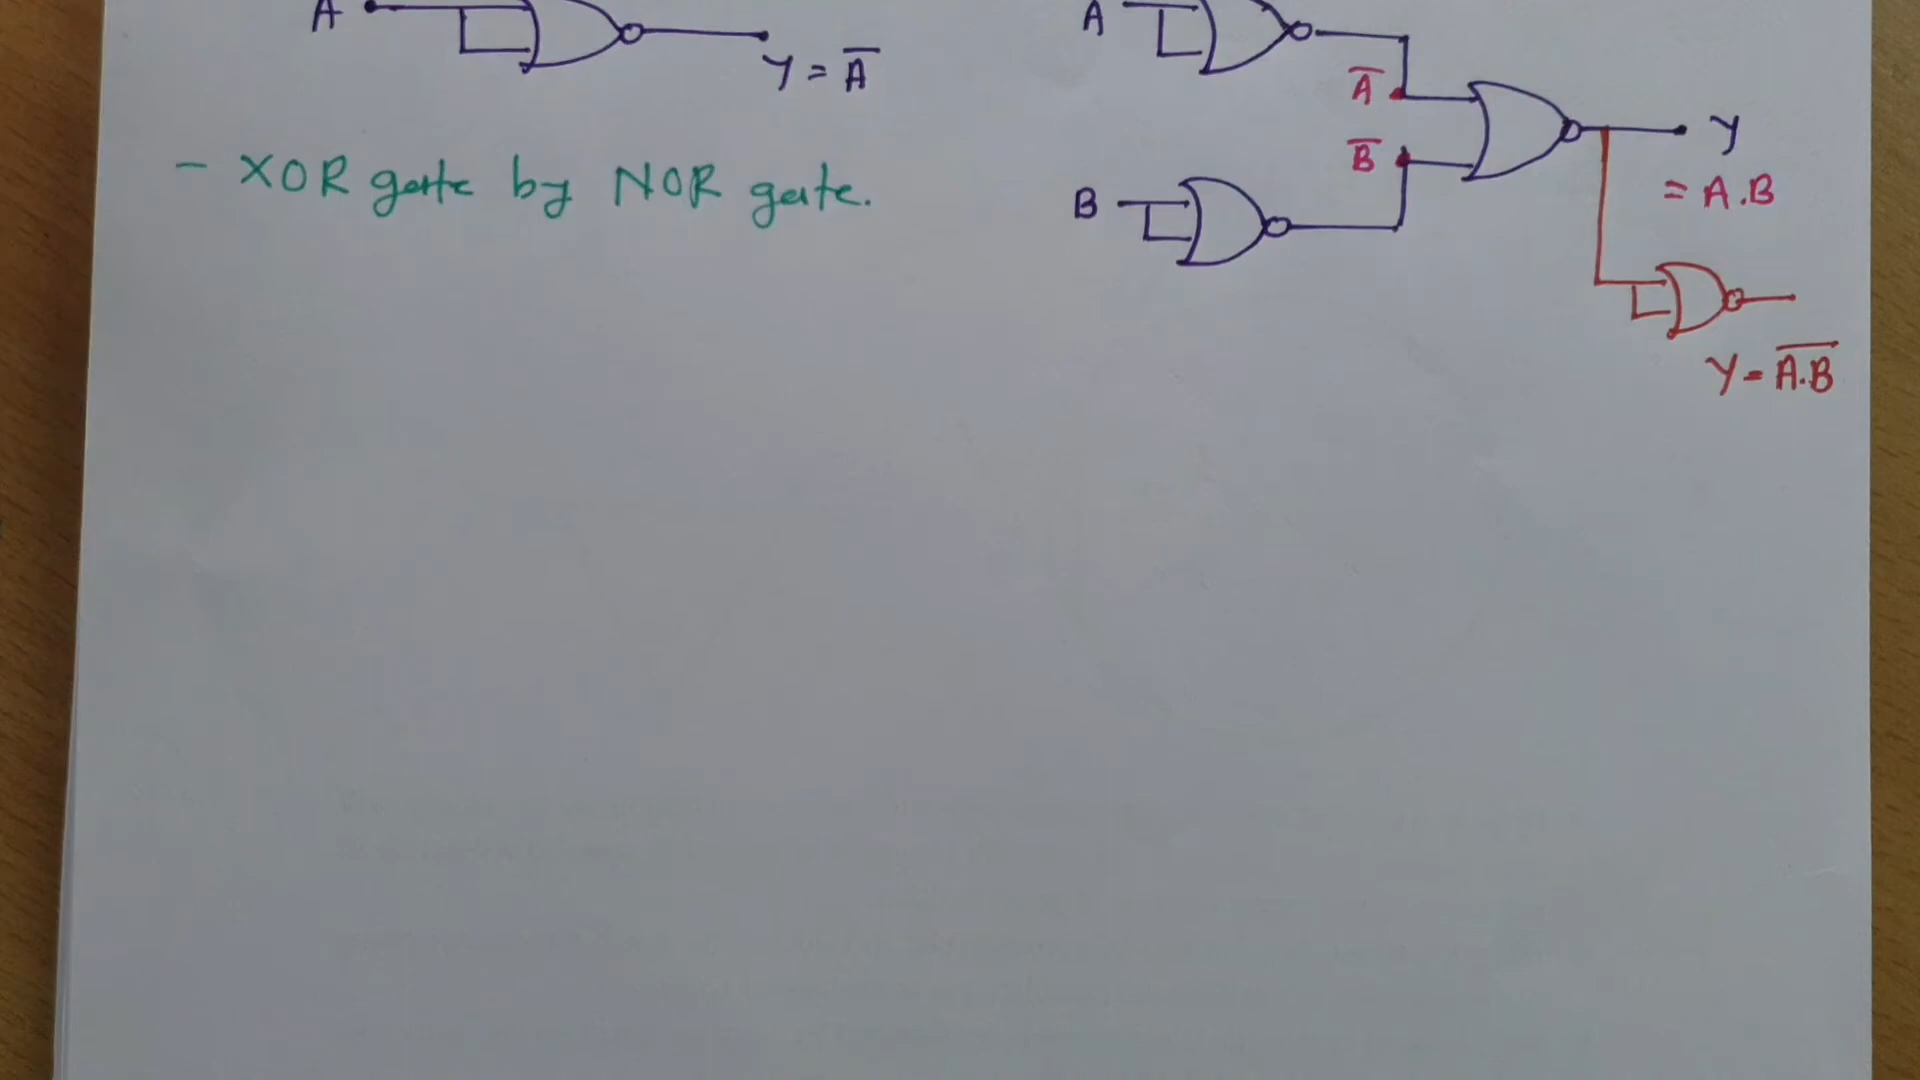 A
Y = A̅
- XOR gate by NOR gate.
A
A̅
B̅
B
Y
= A.B
Y = A̅.̅B̅